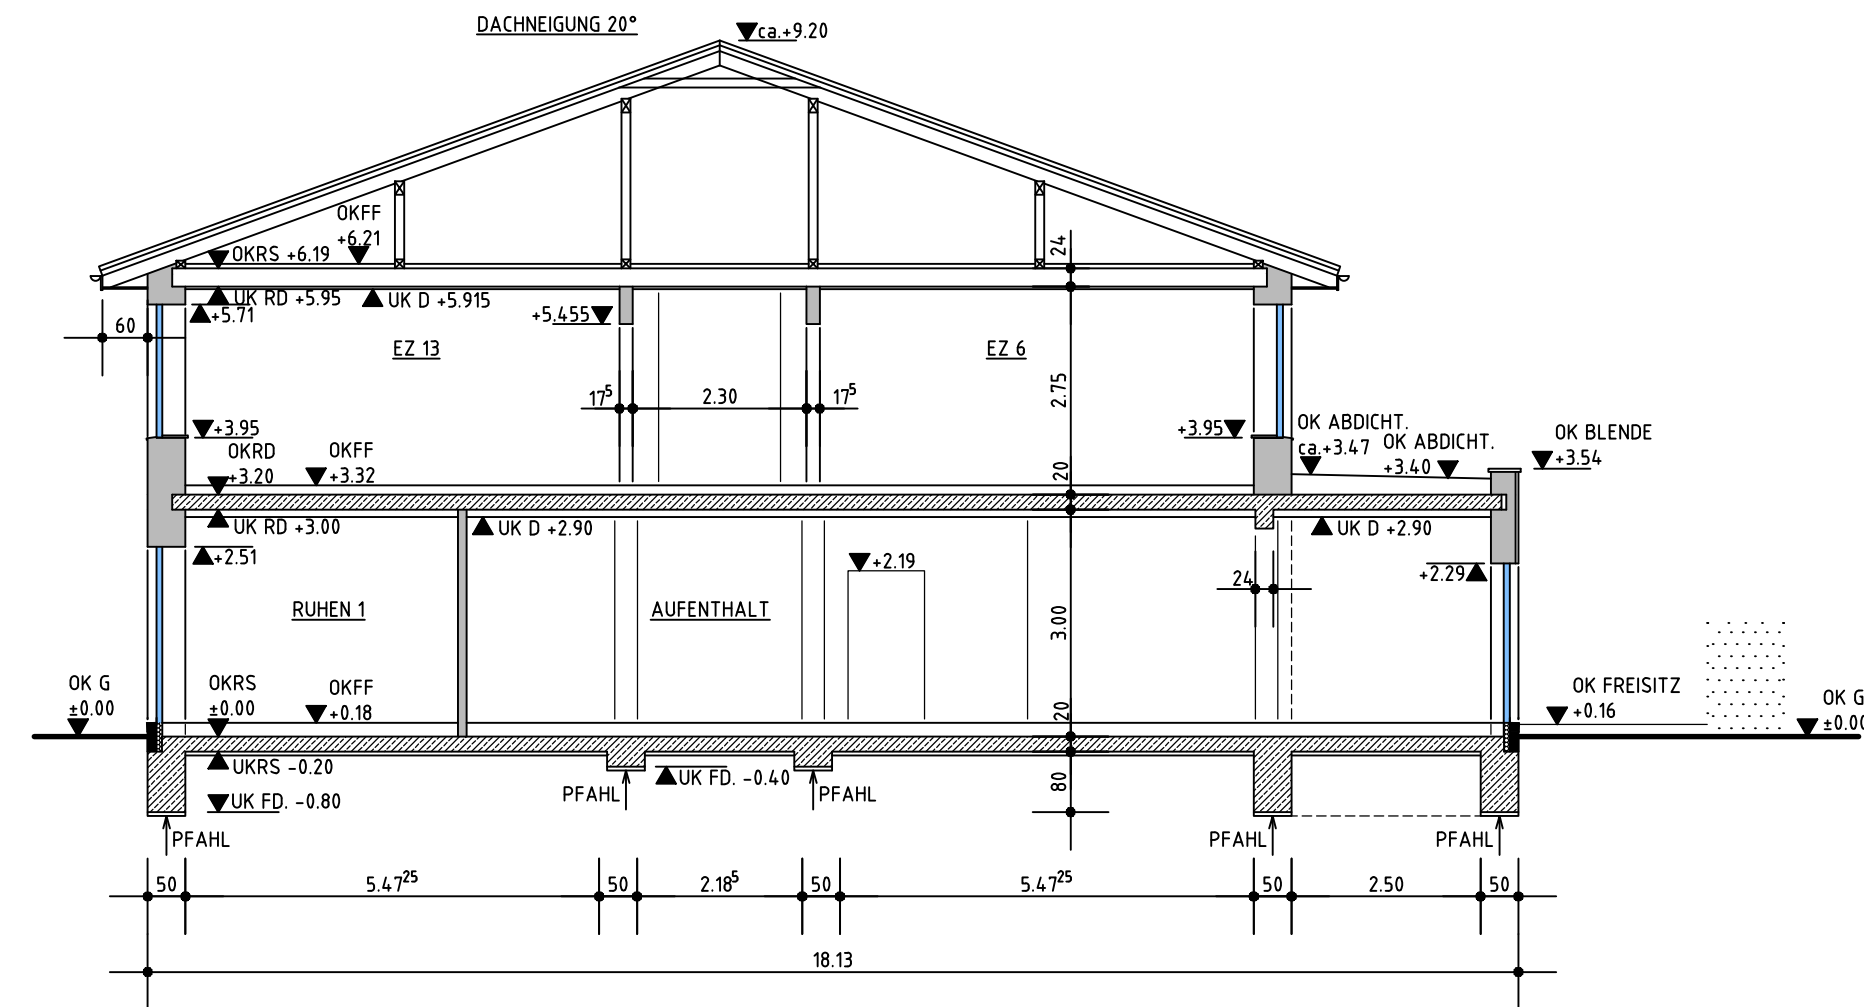 DACHNEIGUNG 20°
ca.+9.20
OKFF
+6.21
OKRS +6.19
24
UK RD +5.95
UK D +5.915
+5.71
+5.455
60
EZ 13
EZ 6
17⁵
2.30
17⁵
2.75
+3.95
+3.95
OK ABDICHT.
ca.+3.47
OK ABDICHT.
+3.40
OK BLENDE
+3.54
OKRD
+3.20
OKFF
+3.32
20
UK RD +3.00
UK D +2.90
UK D +2.90
+2.51
+2.19
+2.29
24
RUHEN 1
AUFENTHALT
3.00
OK G
±0.00
OKRS
±0.00
OKFF
+0.18
20
OK FREISITZ
+0.16
OK G
±0.00
UKRS -0.20
UK FD. -0.40
UK FD. -0.80
80
PFAHL
PFAHL
PFAHL
PFAHL
PFAHL
50
5.47²⁵
50
2.18⁵
50
5.47²⁵
50
2.50
50
18.13